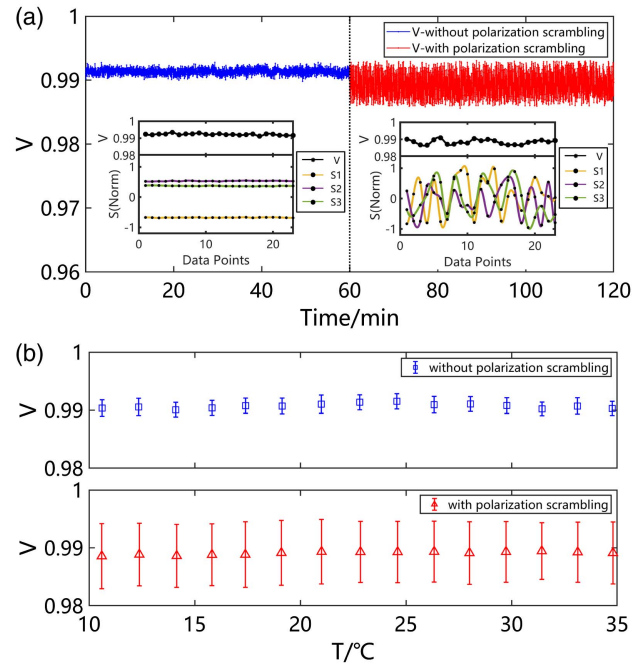 (a)
1
0.99
0.98
0.97
0.96
V
V-without polarization scrambling
V-with polarization scrambling
1
0.99
0.98
V
1
0
-1
S(Norm)
V
S1
S2
S3
0 10 20
Data Points
1
0.99
0.98
V
1
0
-1
S(Norm)
V
S1
S2
S3
0 10 20
Data Points
0 20 40 60 80 100 120
Time/min
(b)
1
0.99
0.98
V
without polarization scrambling
1
0.99
0.98
V
with polarization scrambling
10 15 20 25 30 35
T/℃